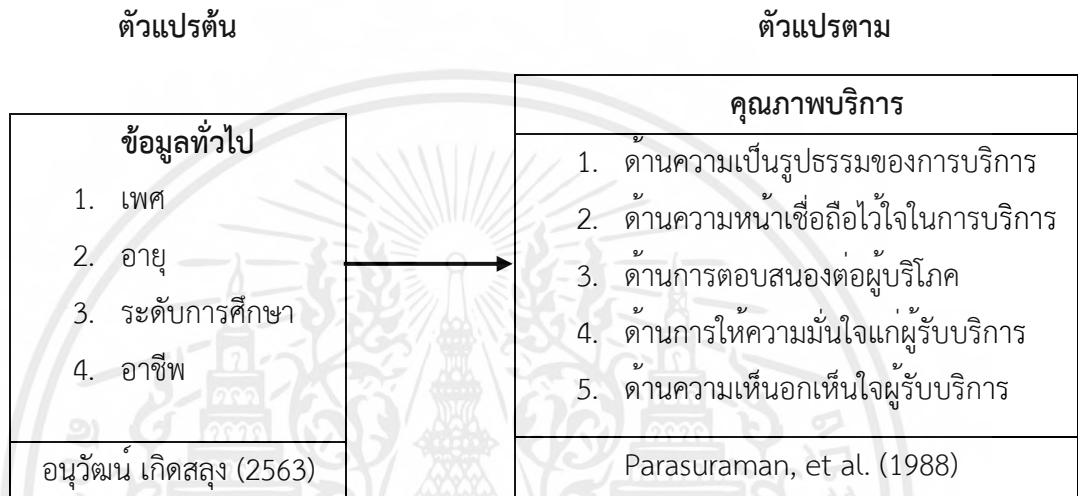 ตัวแปรต้น
ตัวแปรตาม
ข้อมูลทั่วไป
1. เพศ
2. อายุ
3. ระดับการศึกษา
4. อาชีพ
อนุวัฒน์ เกิดสลุง (2563)
คุณภาพบริการ
1. ด้านความเป็นรูปธรรมของการบริการ
2. ด้านความหน้าเชื่อถือไว้ใจในการบริการ
3. ด้านการตอบสนองต่อผู้บริโภค
4. ด้านการให้ความมั่นใจแก่ผู้รับบริการ
5. ด้านความเห็นอกเห็นใจผู้รับบริการ
Parasuraman, et al. (1988)